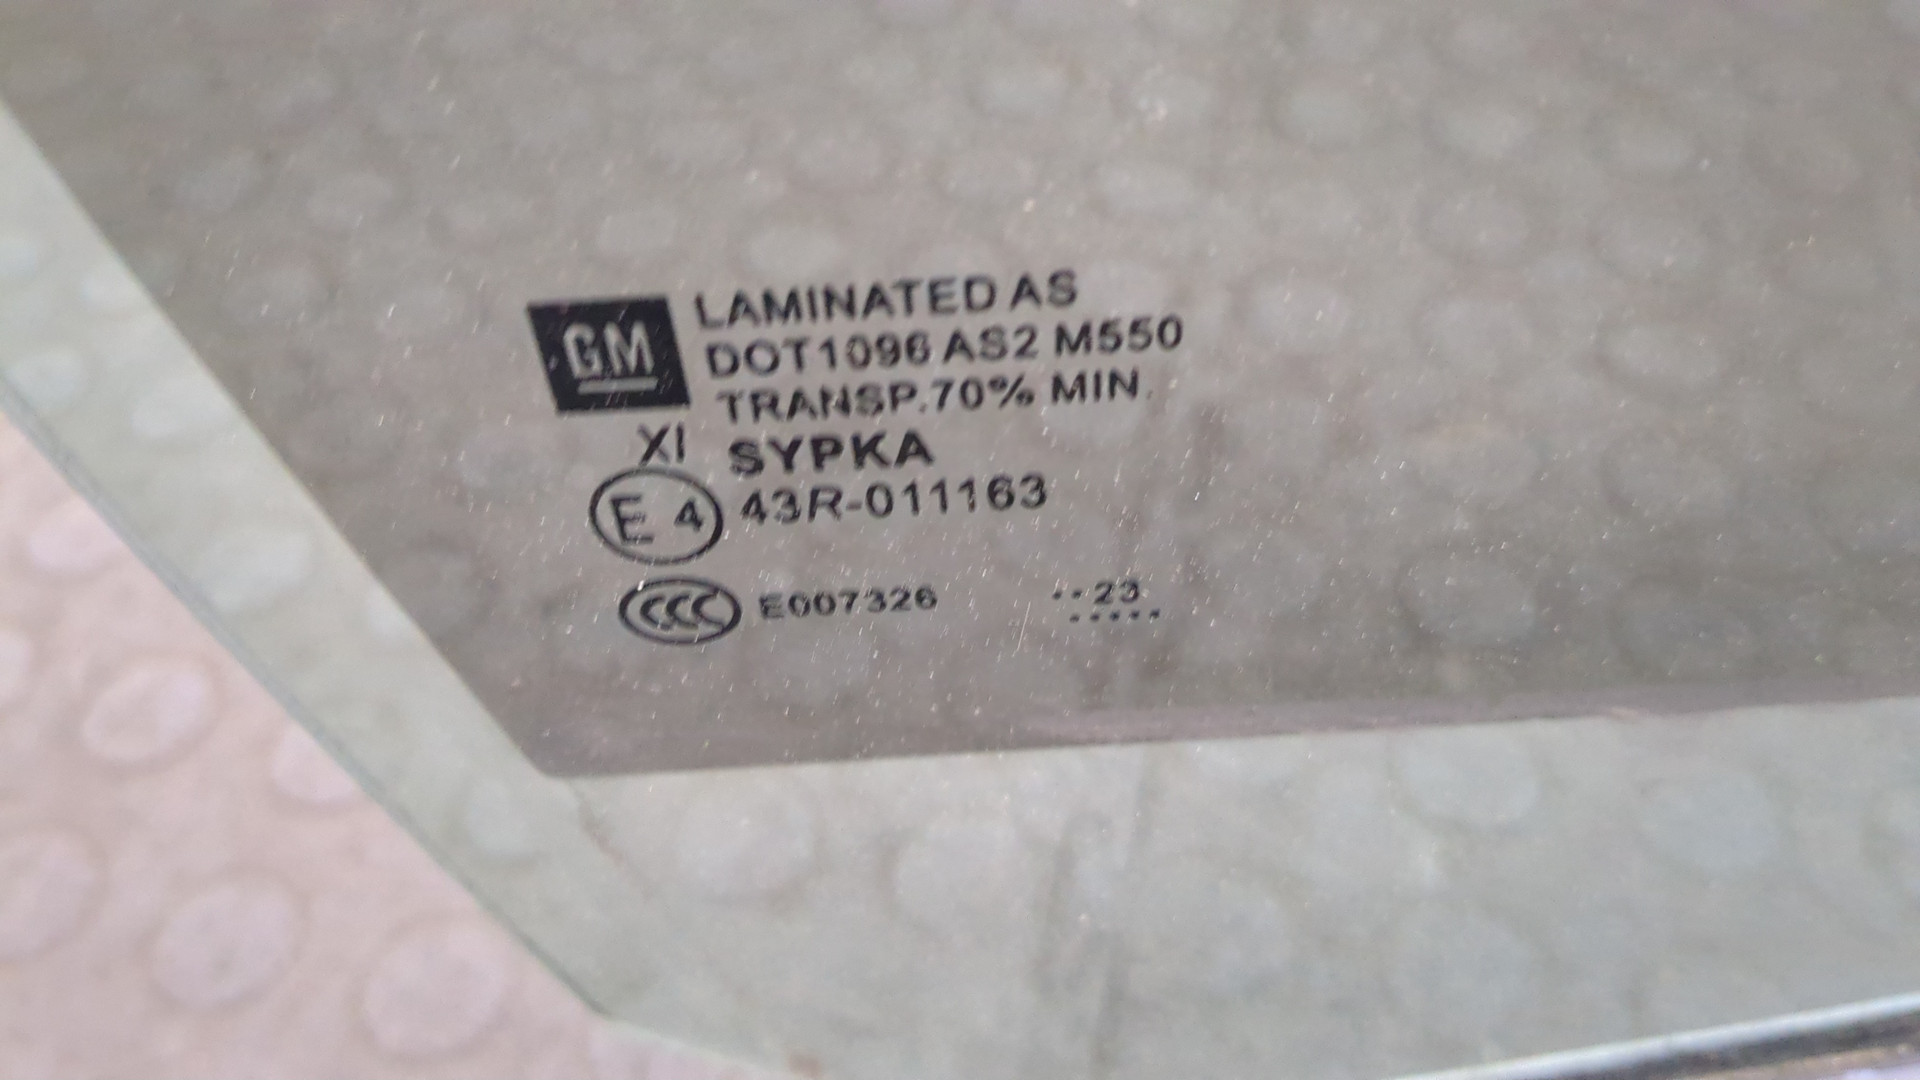 GM
LAMINATED AS
DOT1096 AS2 M550
TRANSP.70% MIN.
XI SYPKA
E 4 43R-011163
CCC E007326 ..23
.....